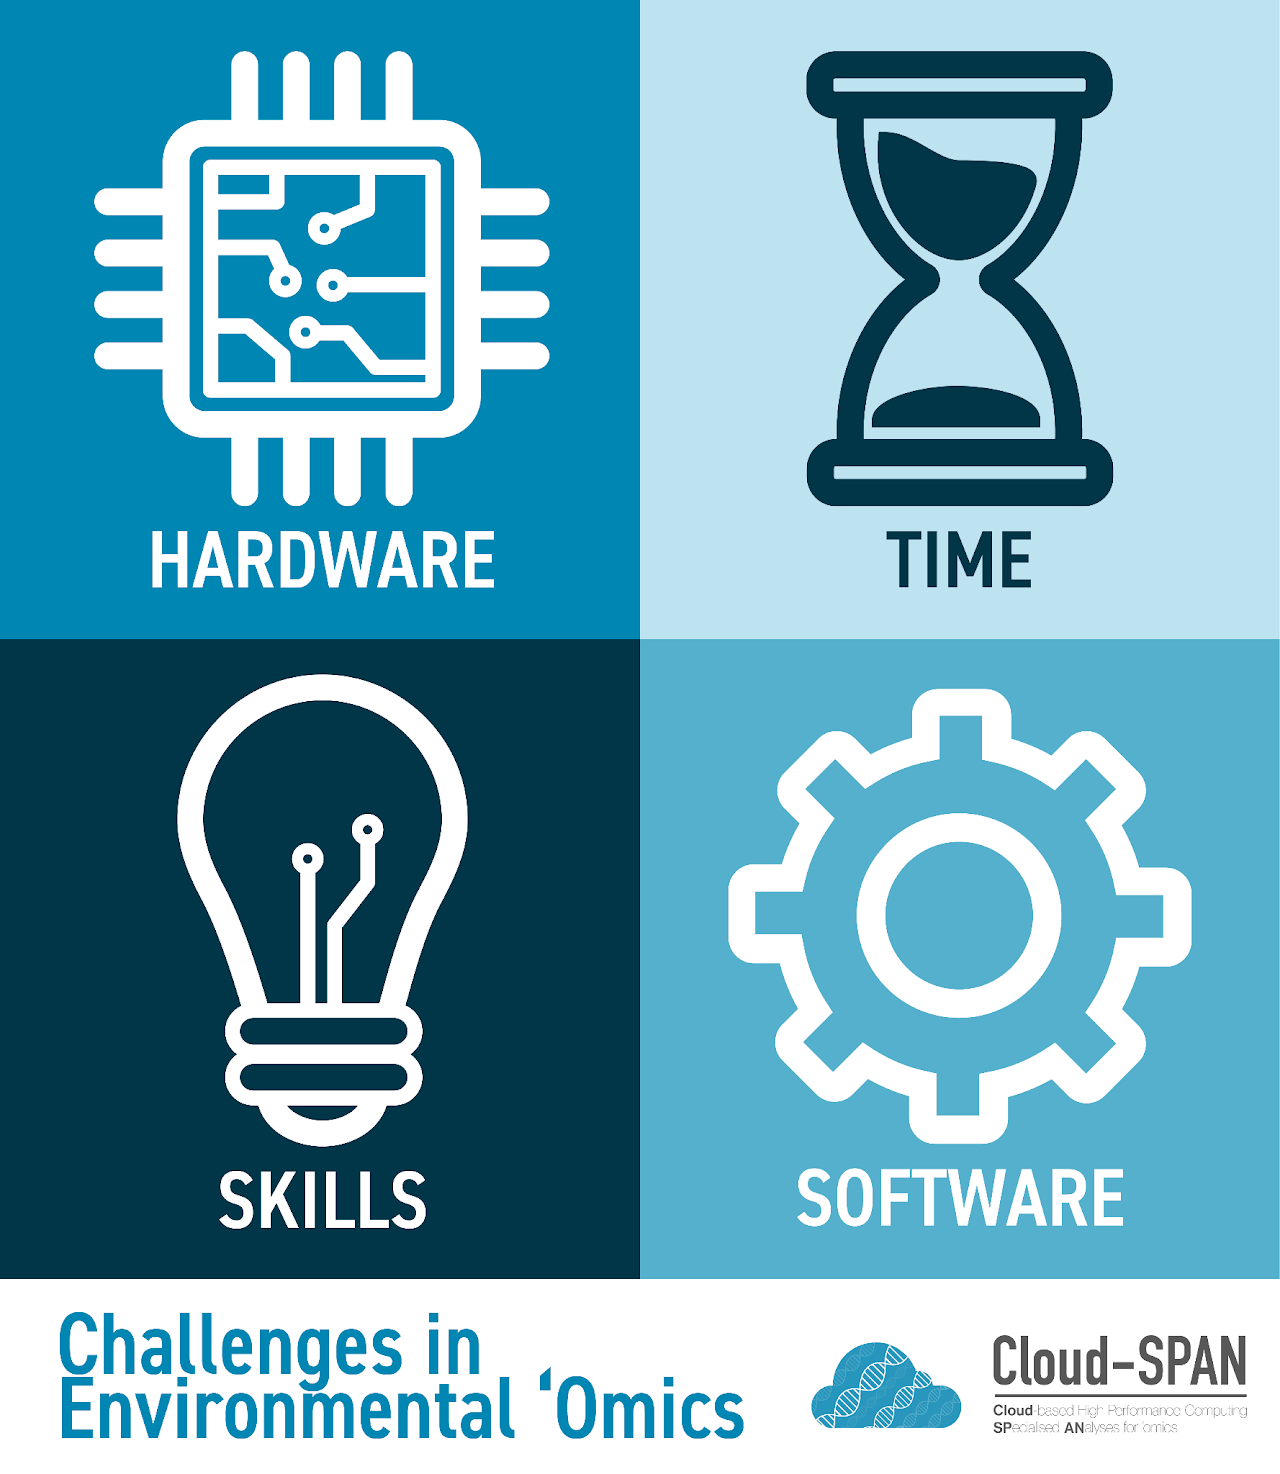 HARDWARE
TIME
SKILLS
SOFTWARE
Challenges in
Environmental ‘Omics
Cloud-SPAN
Cloud-based High Performance Computing
SPecialised ANalyses for ‘omics